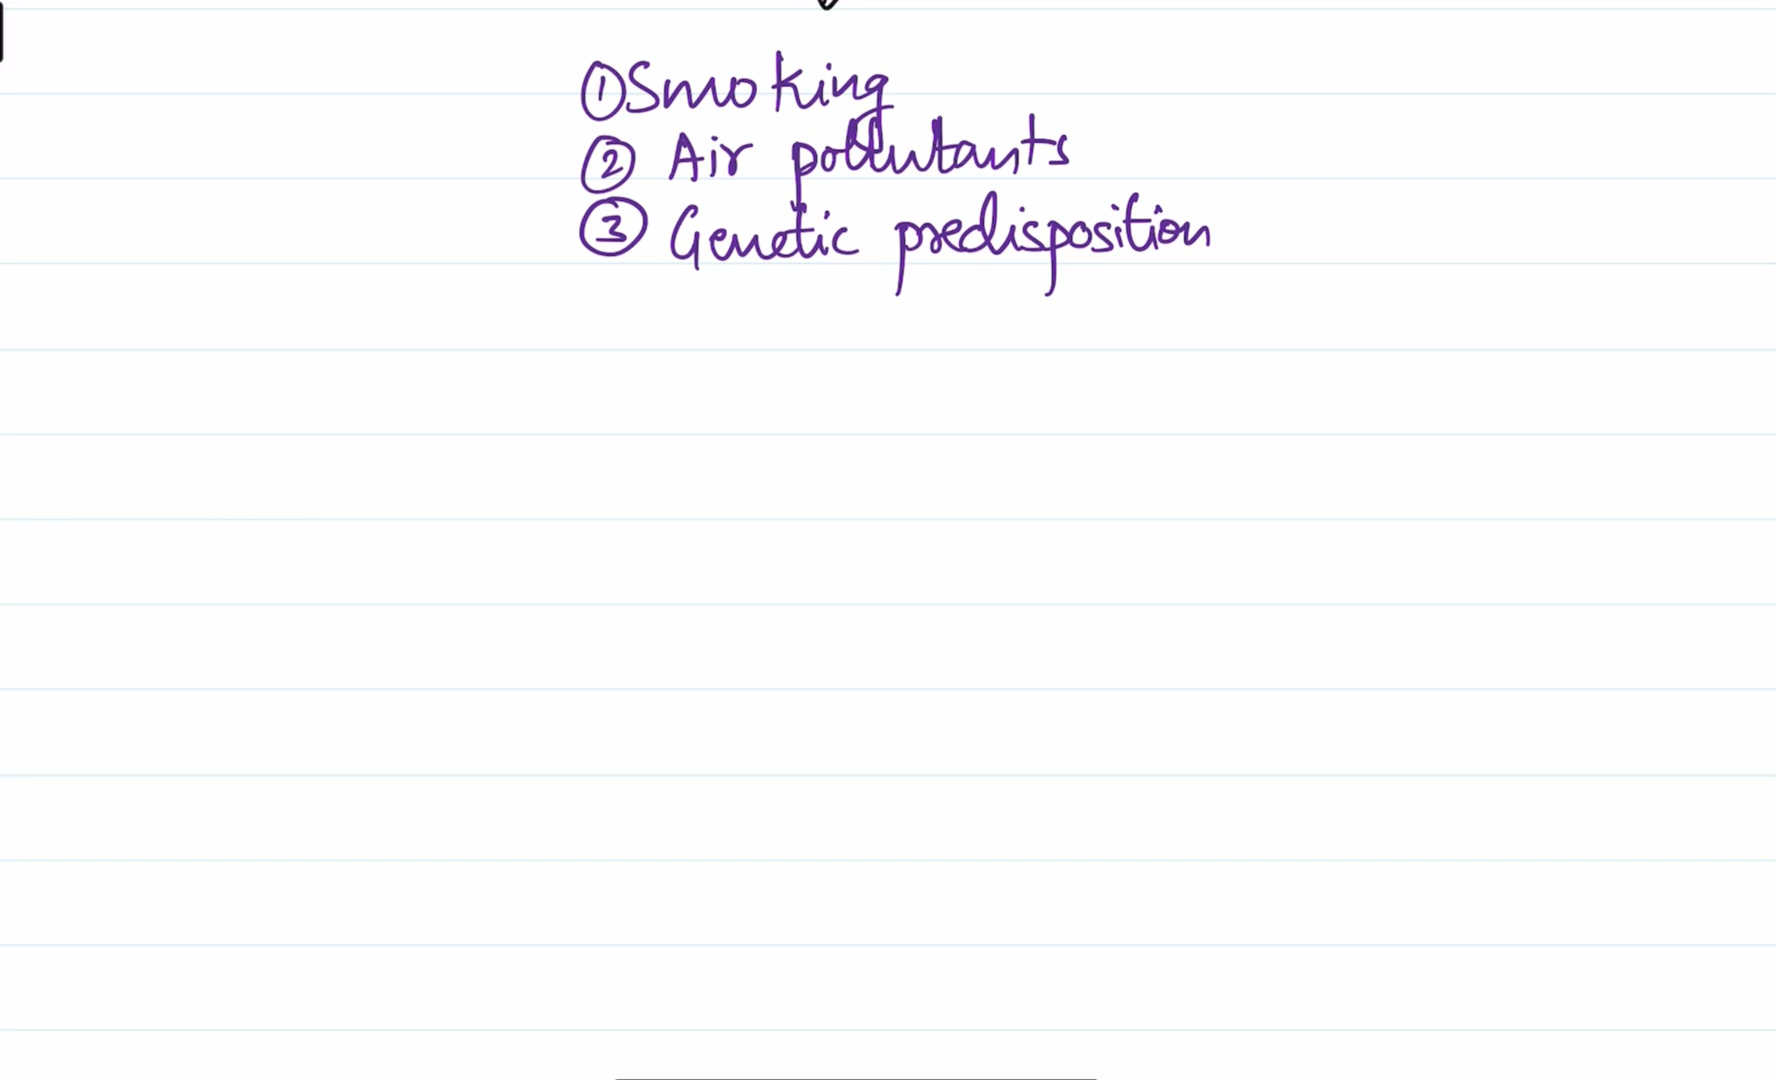 ① Smoking
② Air pollutants
③ Genetic predisposition